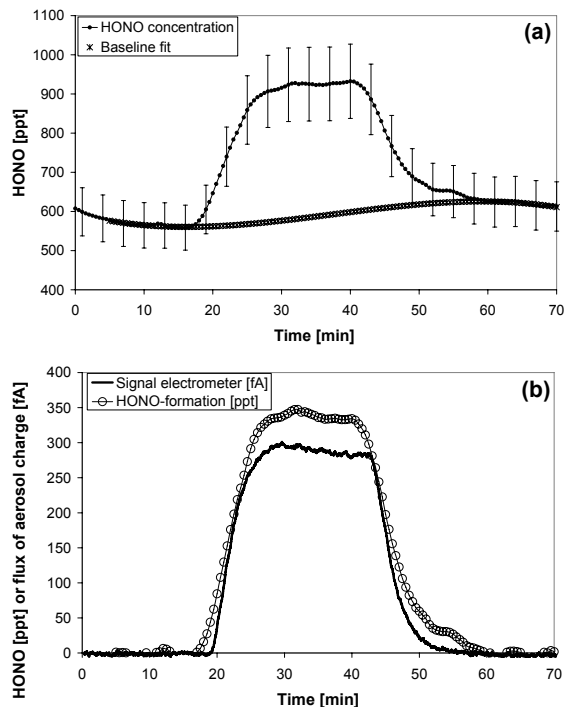 (a)
HONO concentration
Baseline fit
HONO [ppt]
1100
1000
900
800
700
600
500
400
0 10 20 30 40 50 60 70
Time [min]
(b)
Signal electrometer [fA]
HONO-formation [ppt]
HONO [ppt] or flux of aerosol charge [fA]
400
350
300
250
200
150
100
50
0
0 10 20 30 40 50 60 70
Time [min]